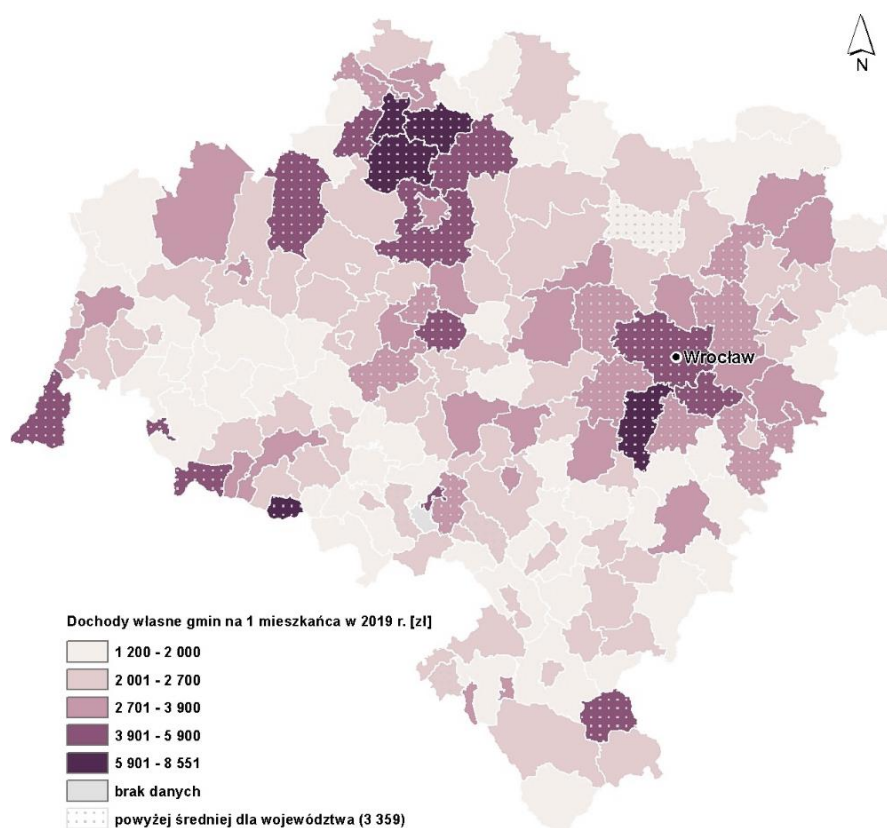 N
Wrocław
Dochody własne gmin na 1 mieszkańca w 2019 r. [zł]
1 200 - 2 000
2 001 - 2 700
2 701 - 3 900
3 901 - 5 900
5 901 - 8 551
brak danych
powyżej średniej dla województwa (3 359)